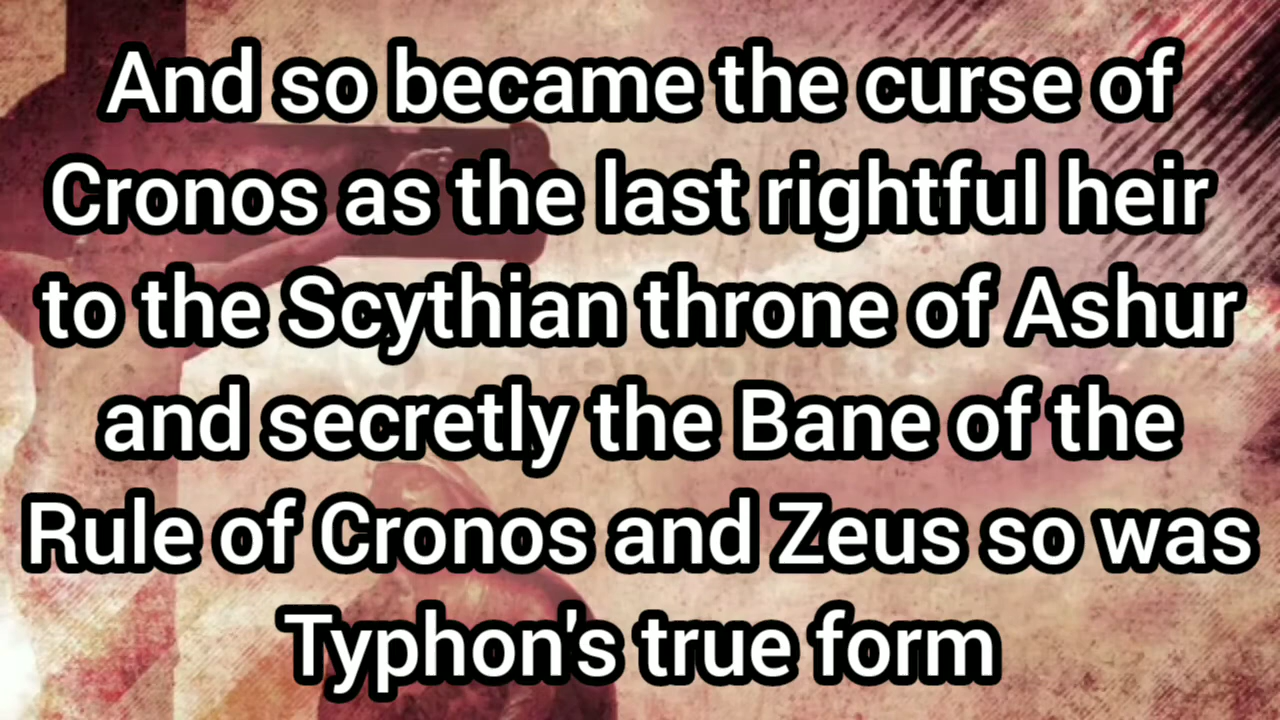 And so became the curse of
Cronos as the last rightful heir
to the Scythian throne of Ashur
and secretly the Bane of the
Rule of Cronos and Zeus so was
Typhon's true form